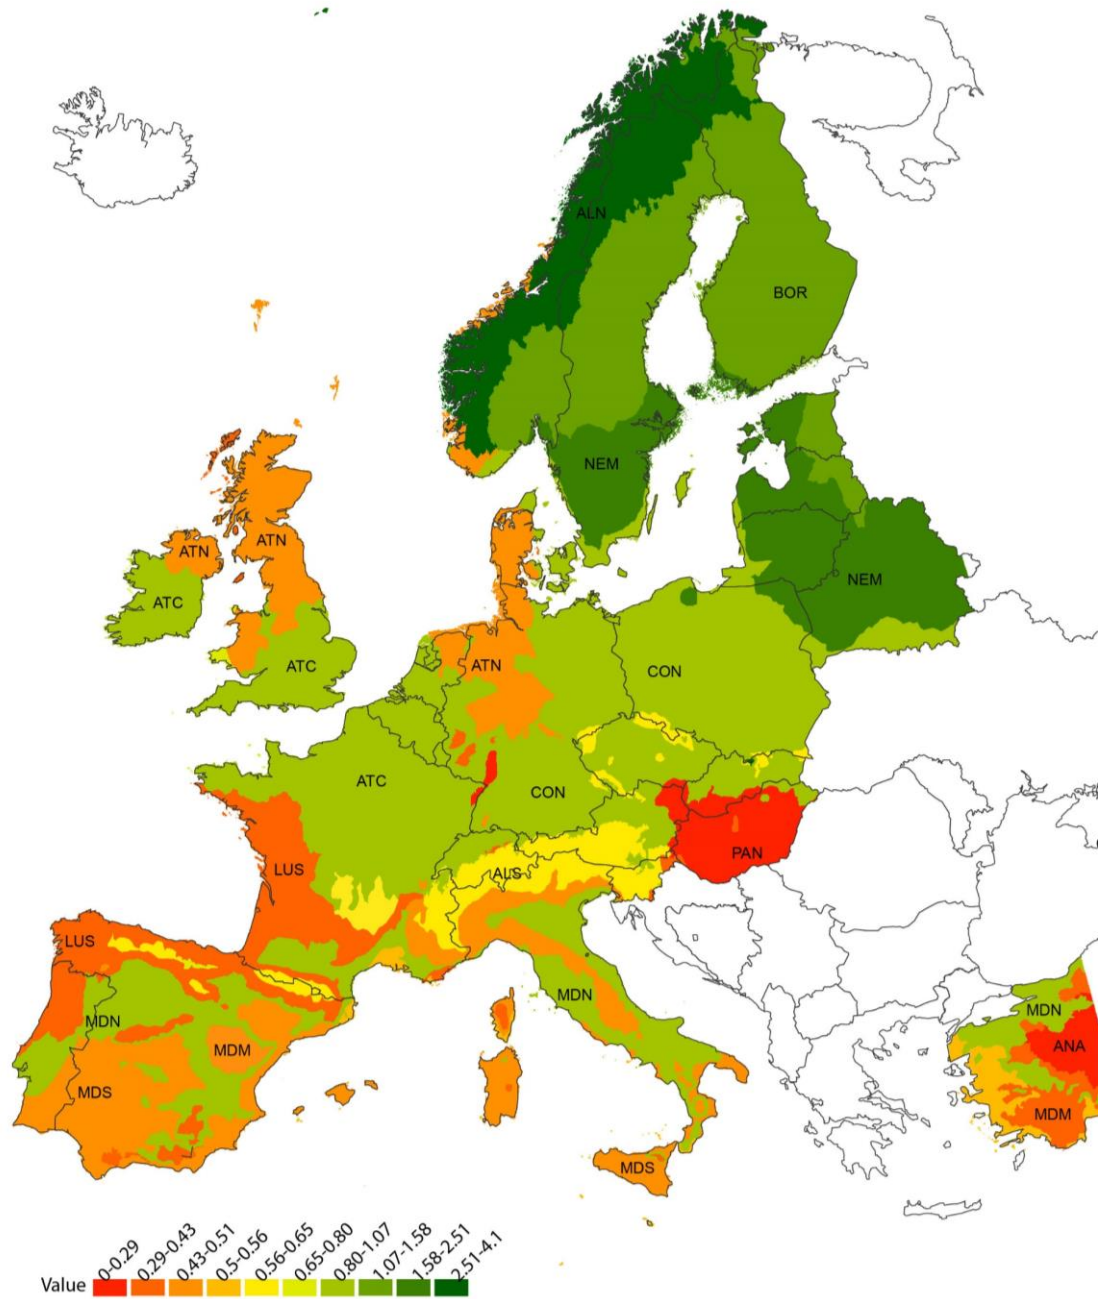 ALN
BOR
NEM
ATN
ATN
NEM
ATC
ATC
ATN
CON
ATC
CON
PAN
LUS
ALS
LUS
MDN
MDN
MDN
MDM
ANA
MDS
MDM
MDS
Value
0-0.29
0.29-0.43
0.43-0.51
0.5-0.56
0.56-0.65
0.65-0.80
0.80-1.07
1.07-1.58
1.58-2.51
2.51-4.1